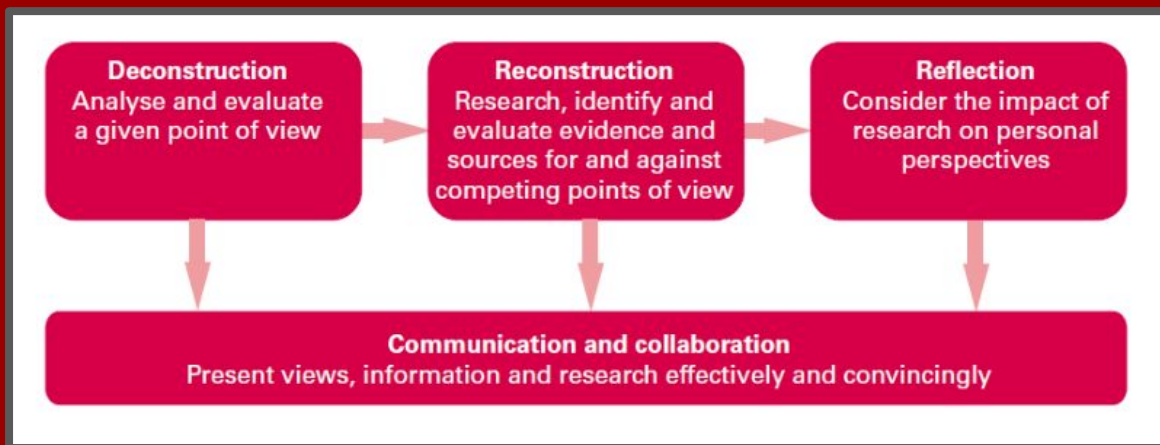 Deconstruction
Analyse and evaluate
a given point of view
Reconstruction
Research, identify and
evaluate evidence and
sources for and against
competing points of view
Reflection
Consider the impact of
research on personal
perspectives
Communication and collaboration
Present views, information and research effectively and convincingly